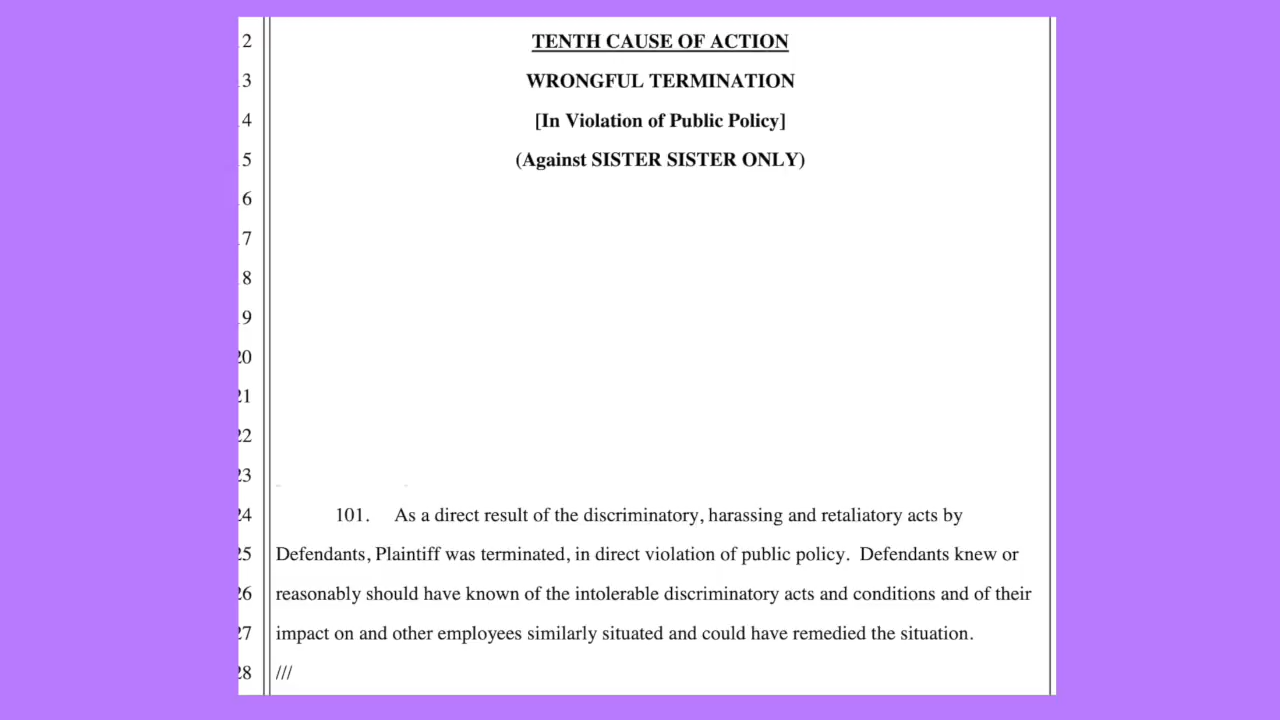 2 TENTH CAUSE OF ACTION
3 WRONGFUL TERMINATION
4 [In Violation of Public Policy]
5 (Against SISTER SISTER ONLY)
6
7
8
9
20
21
22
23
24 101. As a direct result of the discriminatory, harassing and retaliatory acts by
25 Defendants, Plaintiff was terminated, in direct violation of public policy. Defendants knew or
26 reasonably should have known of the intolerable discriminatory acts and conditions and of their
27 impact on and other employees similarly situated and could have remedied the situation.
28 ///